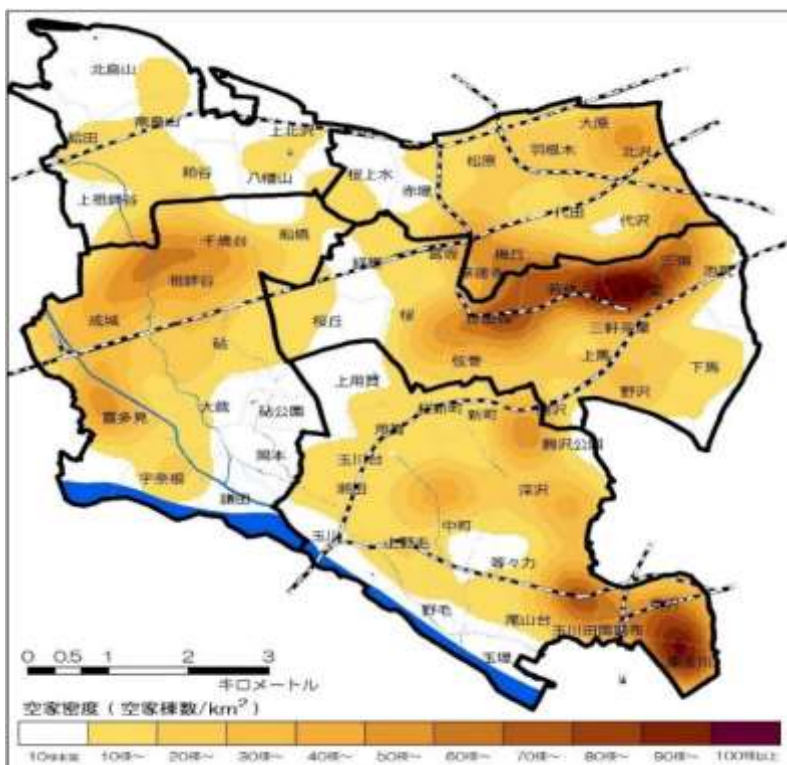 北烏山
南烏山
上北沢
給田
粕谷
八幡山
桜上水
赤堤
上祖師谷
大原
羽根木
北沢
松原
代田
代沢
船橋
千歳台
祖師谷
経堂
宮坂
梅丘
豪徳寺
若林
三宿
池尻
成城
砧
桜丘
桜
世田谷
三軒茶屋
弦巻
上馬
下馬
野沢
上用賀
喜多見
大蔵
砧公園
岡本
宇奈根
鎌田
用賀
桜新町
新町
駒沢
駒沢公園
玉川台
瀬田
深沢
中町
玉川
上野毛
等々力
野毛
尾山台
玉川田園調布
玉堤
東玉川
0 0.5 1 2 3
キロメートル
空家密度(空家棟数/km²)
10棟未満 10棟~ 20棟~ 30棟~ 40棟~ 50棟~ 60棟~ 70棟~ 80棟~ 90棟~ 100棟以上